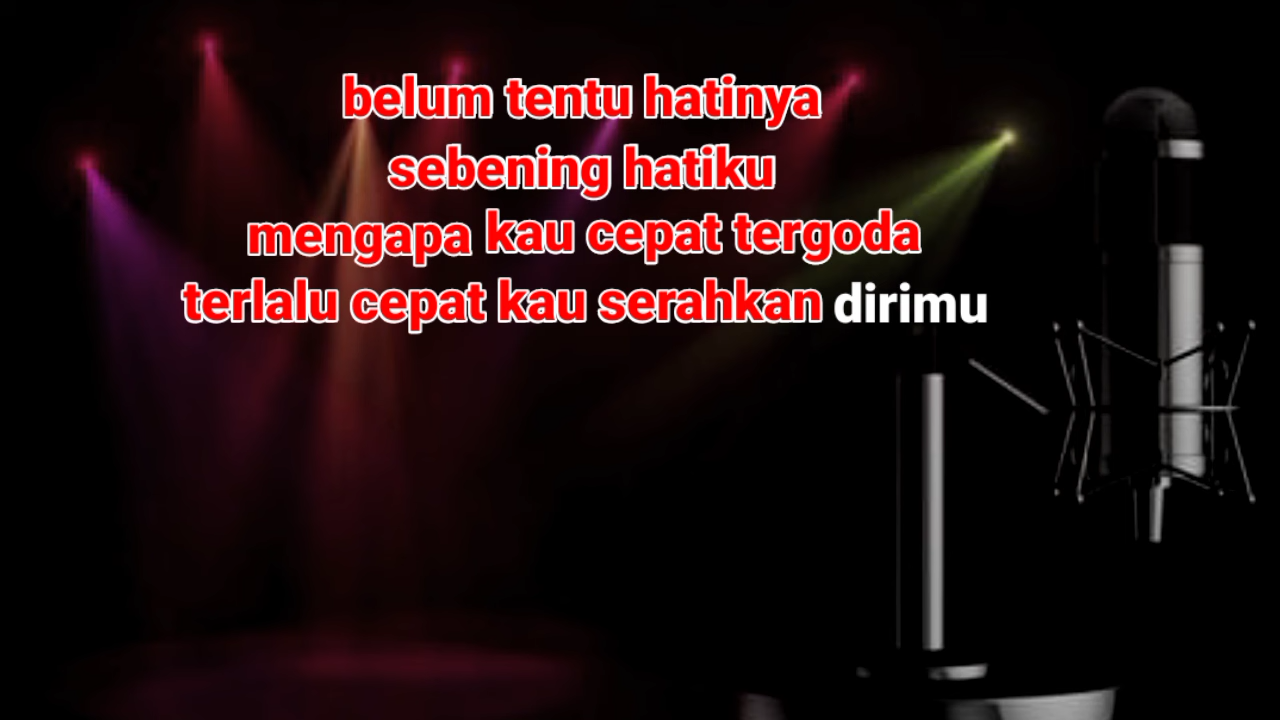 belum tentu hatinya
sebening hatiku
mengapa kau cepat tergoda
terlalu cepat kau serahkan dirimu